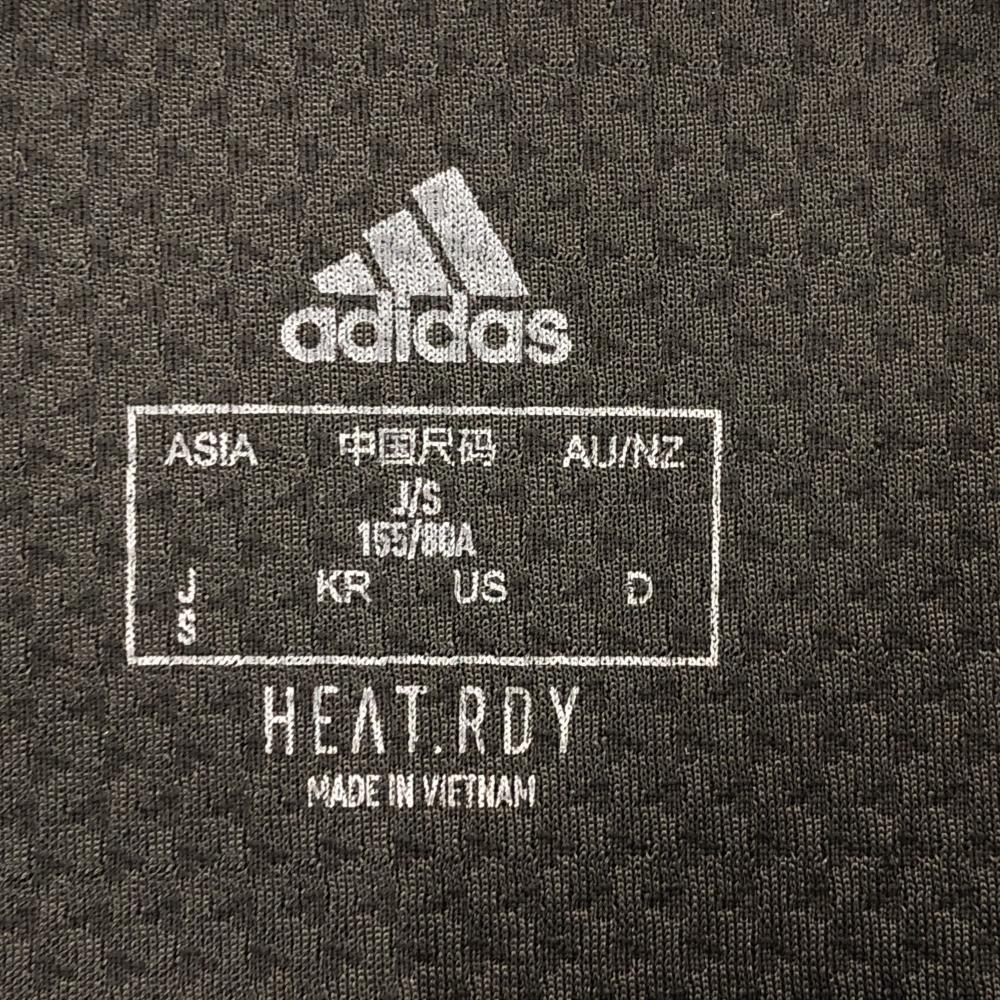 adidas
ASIA 中国尺码 AU/NZ
J/S
155/80A
J KR US D
S
HEAT.RDY
MADE IN VIETNAM